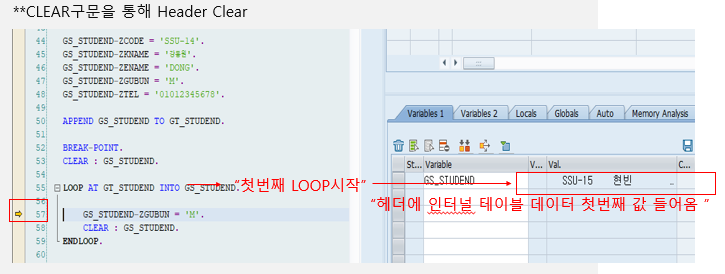 **CLEAR구문을 통해 Header Clear
44 GS_STUDEND-ZCODE = 'SSU-14'.
45 GS_STUDEND-ZKNAME = '
46 GS_STUDEND-ZENAME = 'DONG'.
47 GS_STUDEND-ZGUBUN = 'M'.
48 GS_STUDEND-ZTEL = '01012345678'.
49
50 APPEND GS_STUDEND TO GT_STUDEND.
51
52 BREAK-POINT.
53 CLEAR : GS_STUDEND.
54
55 LOOP AT GT_STUDEND INTO GS_STUDEND.
56
57 GS_STUDEND-ZGUBUN = 'M'.
58 CLEAR : GS_STUDEND.
59 ENDLOOP.
60
"첫번째 LOOP시작"
Variables 1 Variables 2 Locals Globals Auto Memory Analysis
St... Variable V... Val. C...
GS_STUDEND SSU-15 현빈
"헤더에 인터널 테이블 데이터 첫번째 값 들어옴 "